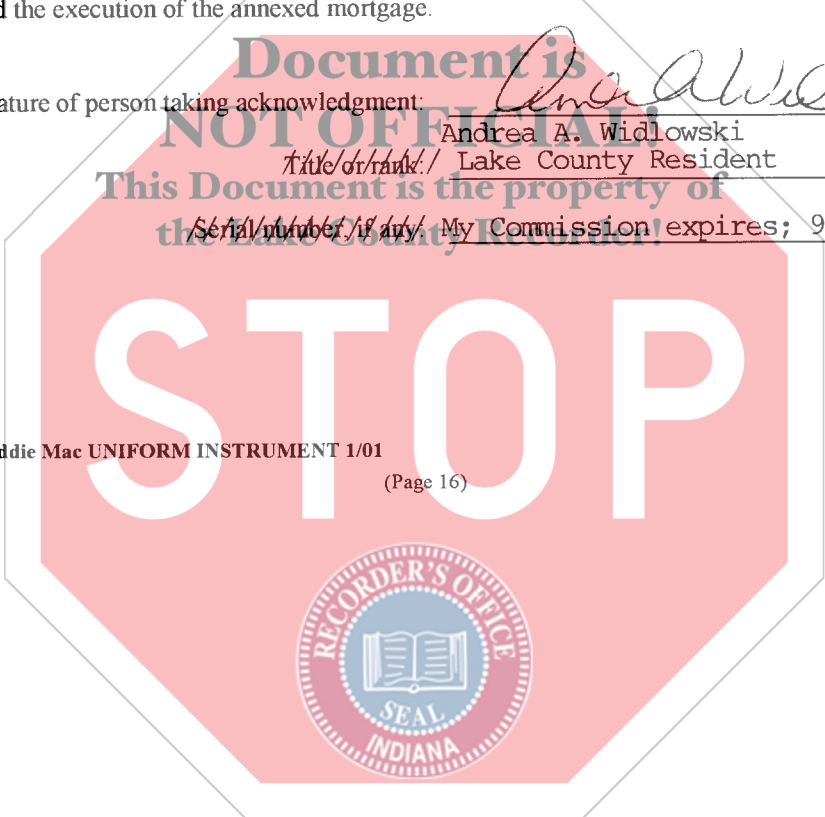 d the execution of the annexed mortgage.
Document is
ature of person taking acknowledgment:
NOT OFFICIAL!
Andrea A. Widlowski
Title or rank: Lake County Resident
This Document is the property of
the Lake County Recorder!
Serial number, if any: My Commission expires; 9
STOP
ddie Mac UNIFORM INSTRUMENT 1/01
(Page 16)
RECORDER'S OFFICE
SEAL
INDIANA